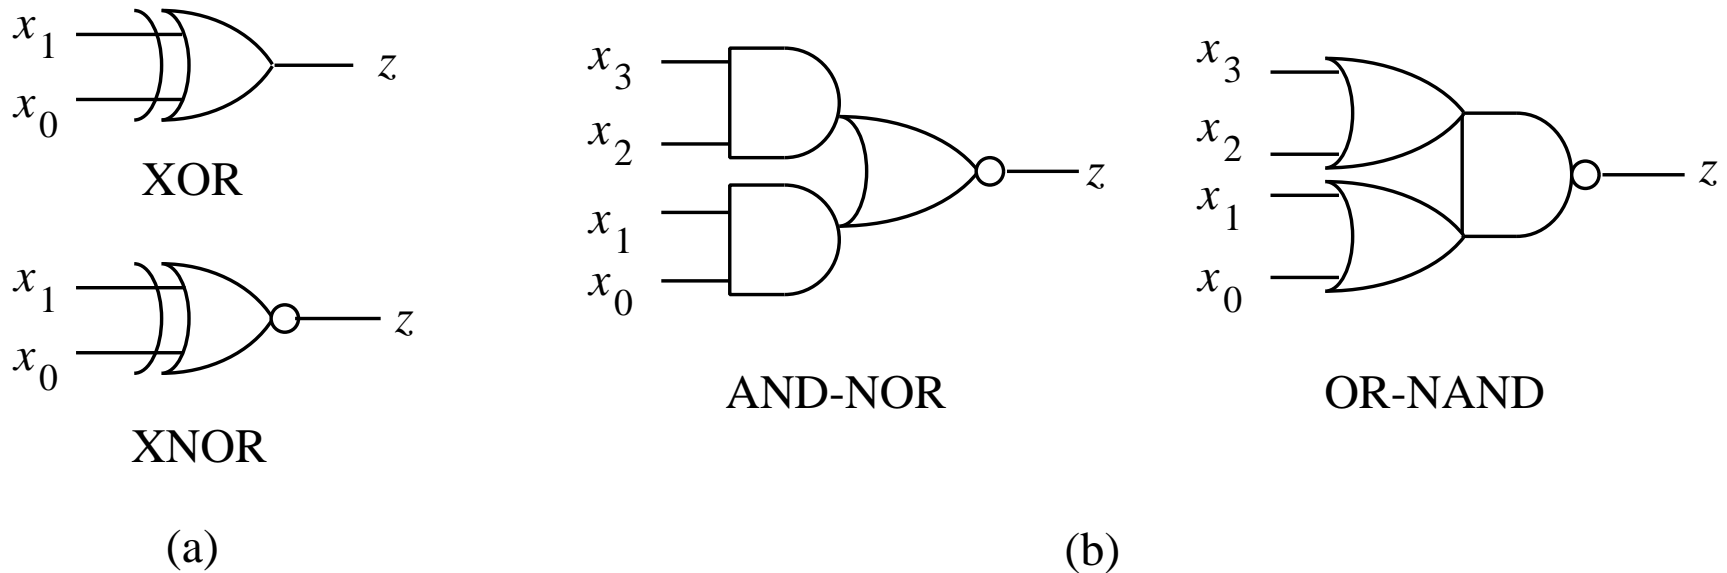 x1
x0
z
XOR
x1
x0
z
XNOR
(a)
x3
x2
x1
x0
z
AND-NOR
x3
x2
x1
x0
z
OR-NAND
(b)